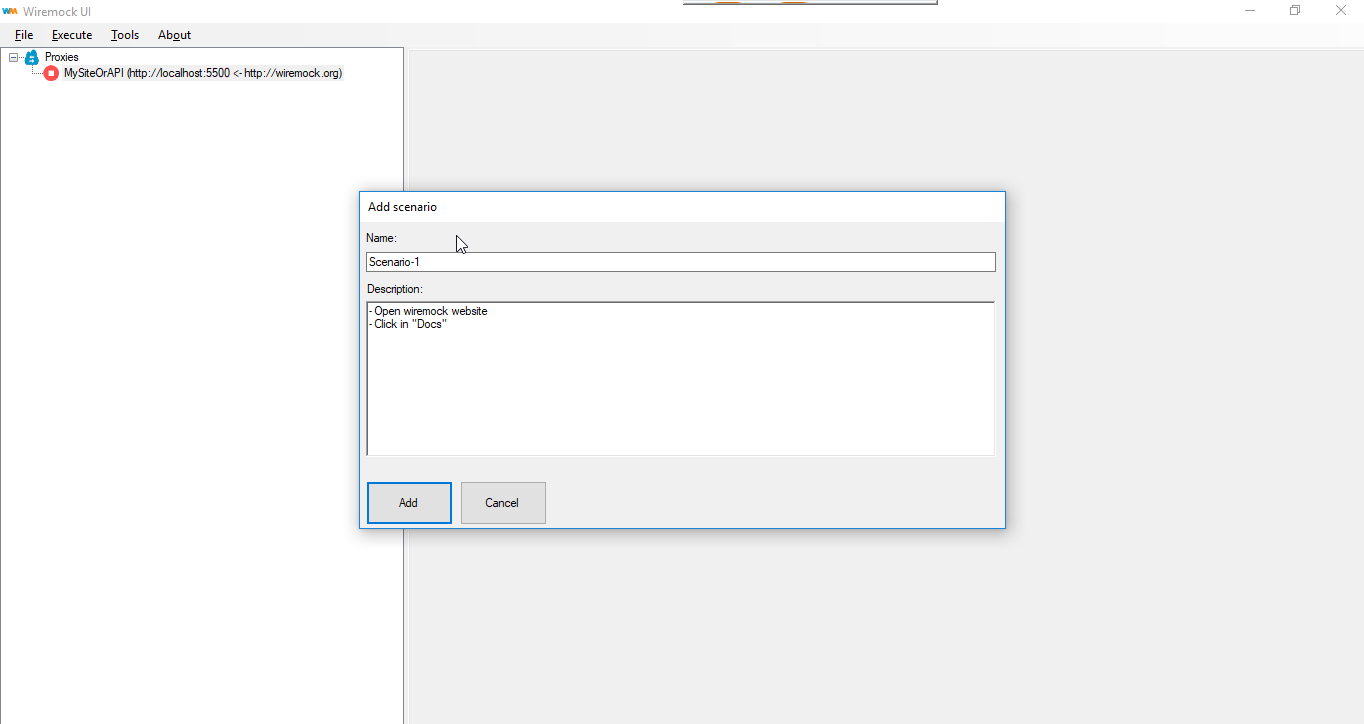 WM Wiremock UI
File Execute Tools About
Proxies
MySiteOrAPI (http://localhost:5500 <- http://wiremock.org)
Add scenario
Name:
Scenario-1
Description:
- Open wiremock website
- Click in "Docs"
Add Cancel